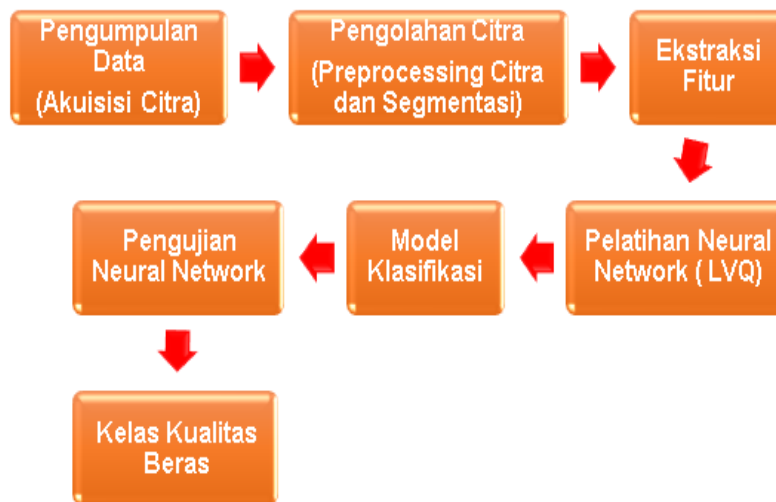 Pengumpulan
Data
(Akuisisi Citra)
Pengolahan Citra
(Preprocessing Citra
dan Segmentasi)
Ekstraksi
Fitur
Pelatihan Neural
Network ( LVQ)
Model
Klasifikasi
Pengujian
Neural Network
Kelas Kualitas
Beras